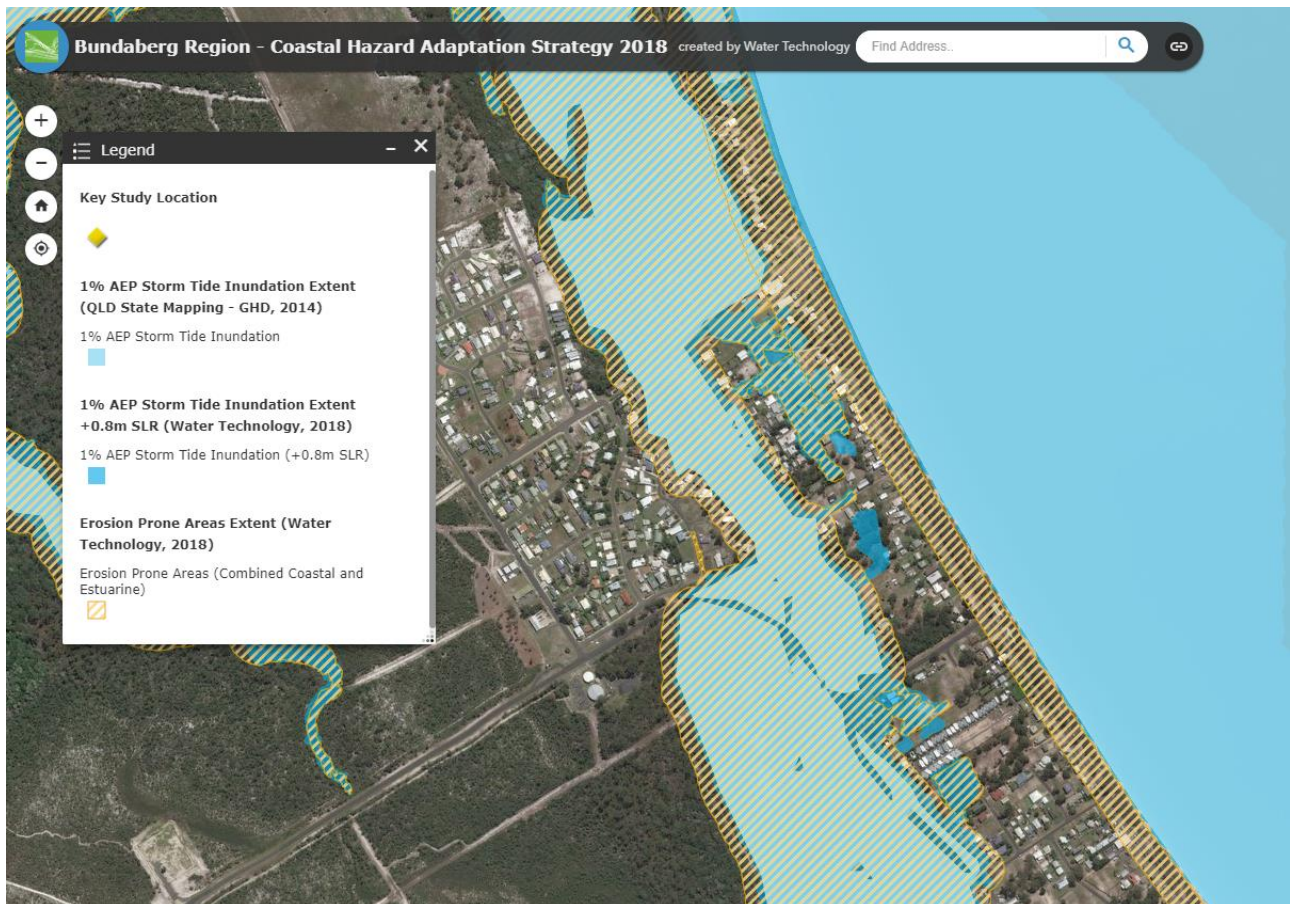 Bundaberg Region - Coastal Hazard Adaptation Strategy 2018 created by Water Technology
Find Address..
Legend
Key Study Location
1% AEP Storm Tide Inundation Extent
(QLD State Mapping - GHD, 2014)
1% AEP Storm Tide Inundation
1% AEP Storm Tide Inundation Extent
+0.8m SLR (Water Technology, 2018)
1% AEP Storm Tide Inundation (+0.8m SLR)
Erosion Prone Areas Extent (Water
Technology, 2018)
Erosion Prone Areas (Combined Coastal and
Estuarine)